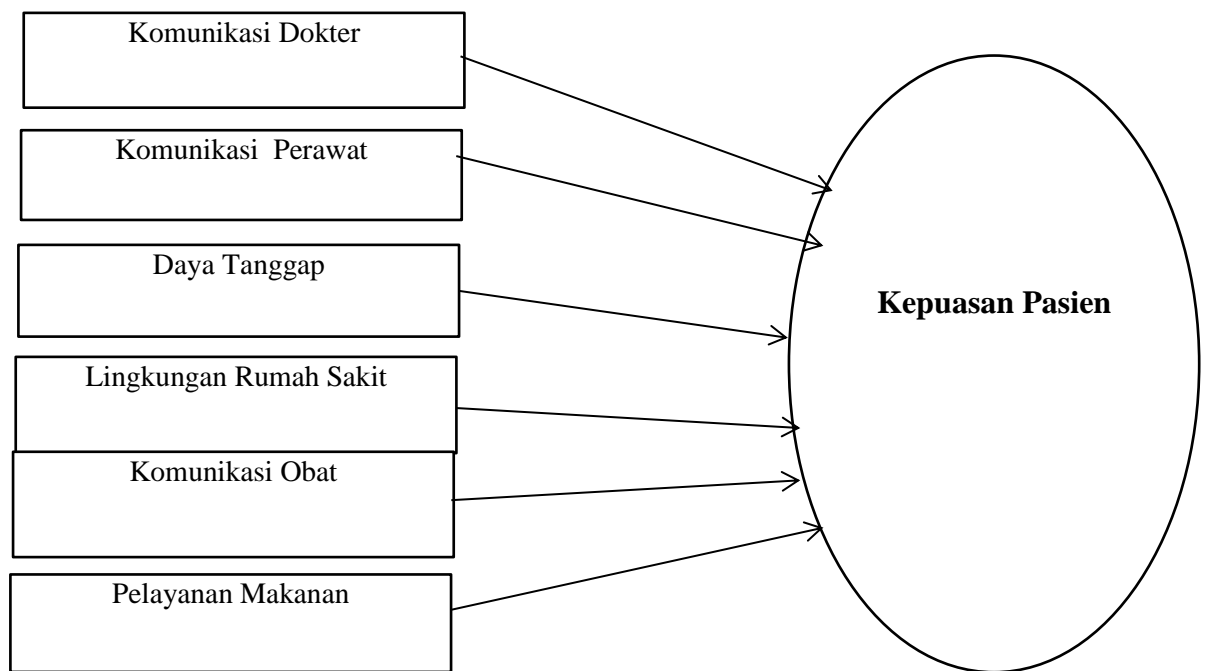 Komunikasi Dokter
Komunikasi Perawat
Daya Tanggap
Lingkungan Rumah Sakit
Komunikasi Obat
Pelayanan Makanan
Kepuasan Pasien